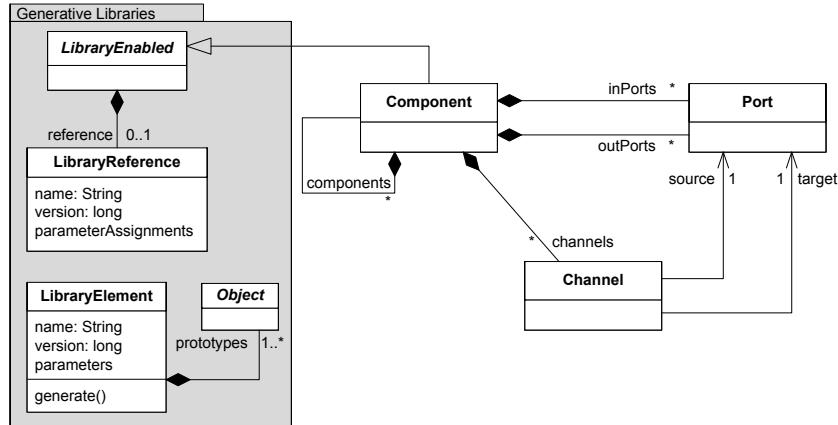 Generative Libraries
LibraryEnabled
reference 0..1
LibraryReference
name: String
version: long
parameterAssignments
LibraryElement
name: String
version: long
parameters
generate()
Object
prototypes 1..*
Component
components
*
inPorts *
outPorts *
Port
source 1
1 target
* channels
Channel